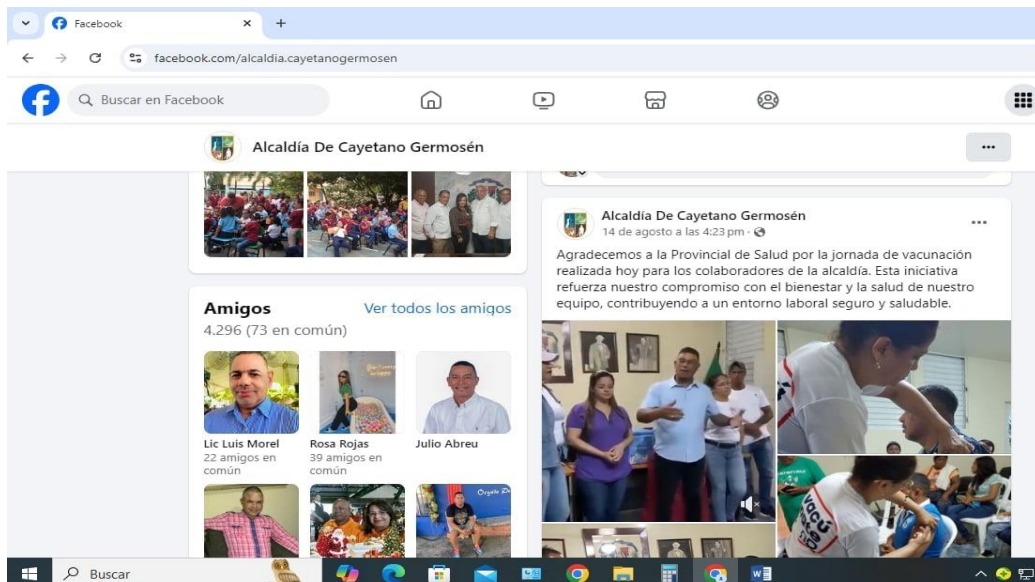 Facebook
facebook.com/alcaldia.cayetanogermosen
Buscar en Facebook
Alcaldía De Cayetano Germosén
Amigos
Ver todos los amigos
4.296 (73 en común)
Lic Luis Morel
22 amigos en
común
Rosa Rojas
39 amigos en
común
Julio Abreu
Alcaldía De Cayetano Germosén
14 de agosto a las 4:23 pm ·
Agradecemos a la Provincial de Salud por la jornada de vacunación
realizada hoy para los colaboradores de la alcaldía. Esta iniciativa
refuerza nuestro compromiso con el bienestar y la salud de nuestro
equipo, contribuyendo a un entorno laboral seguro y saludable.
Buscar